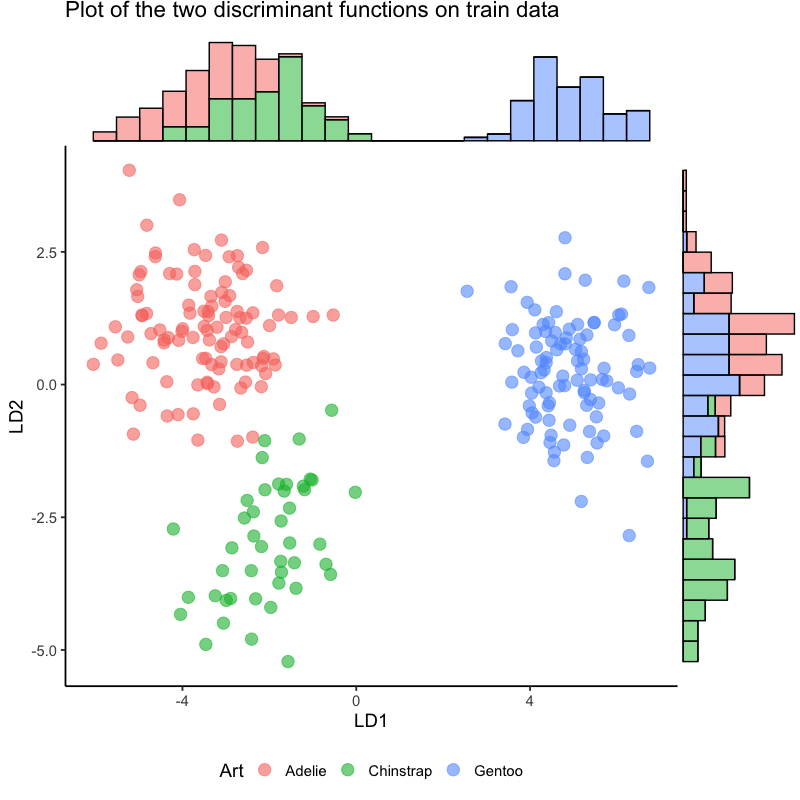 Plot of the two discriminant functions on train data
2.5
0.0
-2.5
-5.0
LD2
-4 0 4
LD1
Art Adelie Chinstrap Gentoo